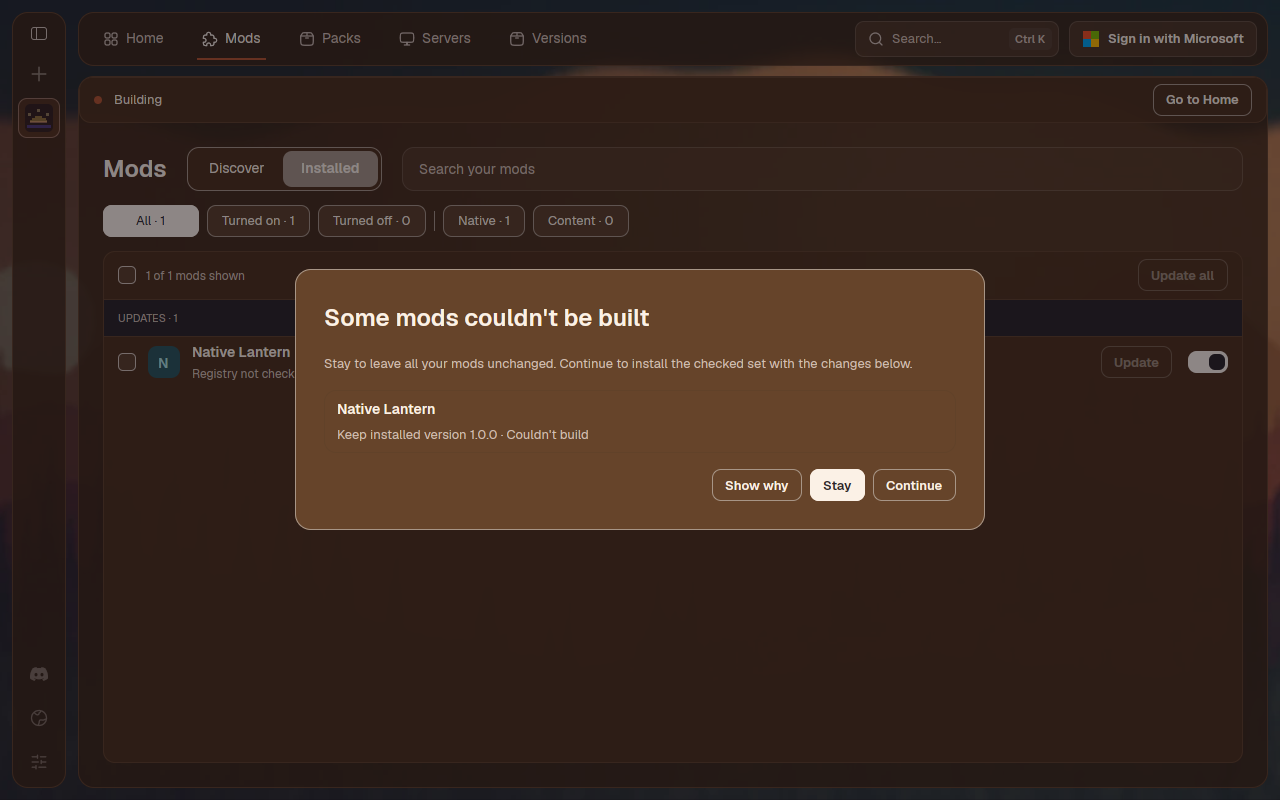 Home
Mods
Packs
Servers
Versions
Search...
Ctrl K
Sign in with Microsoft
Building
Go to Home
Mods
Discover
Installed
Search your mods
All · 1
Turned on · 1
Turned off · 0
Native · 1
Content · 0
1 of 1 mods shown
Update all
UPDATES · 1
N
Native Lantern
Registry not check
Update
Some mods couldn't be built
Stay to leave all your mods unchanged. Continue to install the checked set with the changes below.
Native Lantern
Keep installed version 1.0.0 · Couldn't build
Show why
Stay
Continue